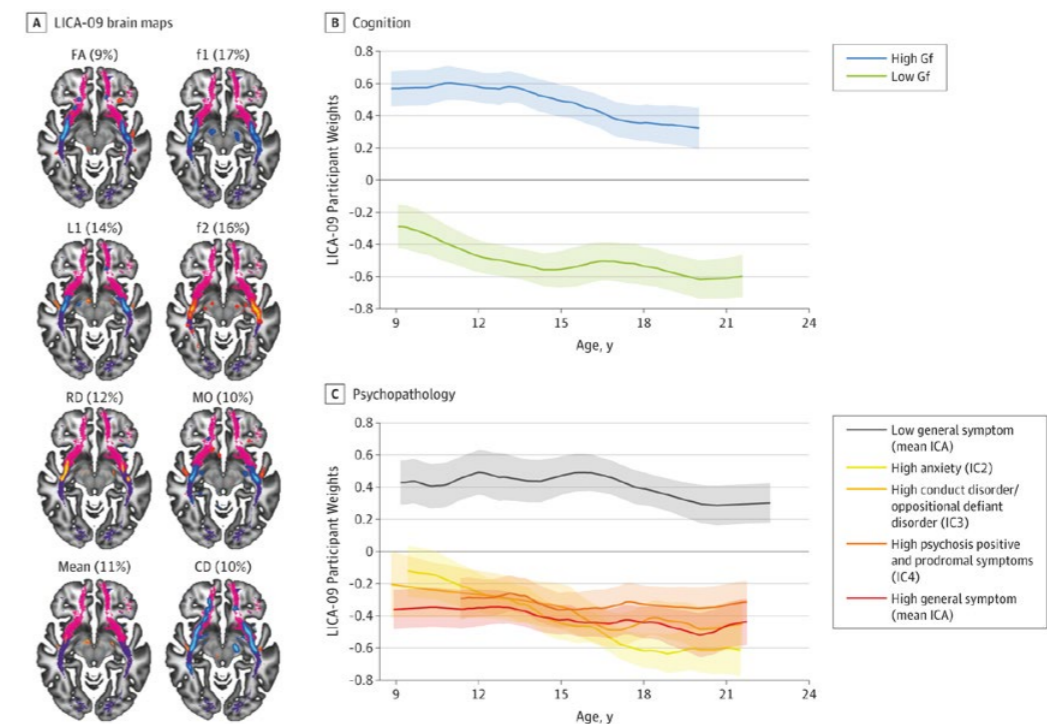 A LICA-09 brain maps
FA (9%) f1 (17%)
L1 (14%) f2 (16%)
RD (12%) MO (10%)
Mean (11%) CD (10%)
B Cognition
LICA-09 Participant Weights
0.8
0.6
0.4
0.2
0
-0.2
-0.4
-0.6
-0.8
9 12 15 18 21 24
Age, y
High Gf
Low Gf
C Psychopathology
LICA-09 Participant Weights
0.8
0.6
0.4
0.2
0
-0.2
-0.4
-0.6
-0.8
9 12 15 18 21 24
Age, y
Low general symptom
(mean ICA)
High anxiety (IC2)
High conduct disorder/
oppositional defiant
disorder (IC3)
High psychosis positive
and prodromal symptoms
(IC4)
High general symptom
(mean ICA)